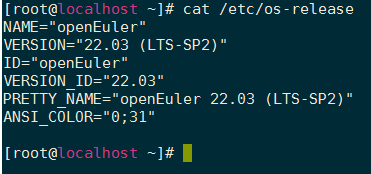 [root@localhost ~]# cat /etc/os-release
NAME="openEuler"
VERSION="22.03 (LTS-SP2)"
ID="openEuler"
VERSION_ID="22.03"
PRETTY_NAME="openEuler 22.03 (LTS-SP2)"
ANSI_COLOR="0;31"
[root@localhost ~]#